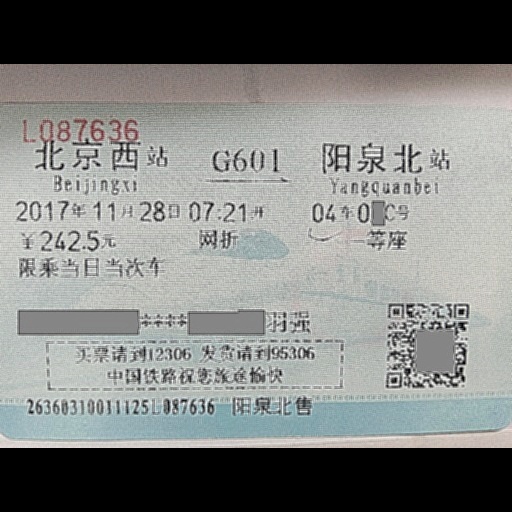 L087636
北京西站 G601 阳泉北站
Beijingxi Yangquanbei
2017年11月28日07:21开 04车0 C号
￥242.5元 网折 一等座
限乘当日当次车
****羽强
买票请到12306 发货请到95306
中国铁路祝您旅途愉快
26360310011125L087636 阳泉北售